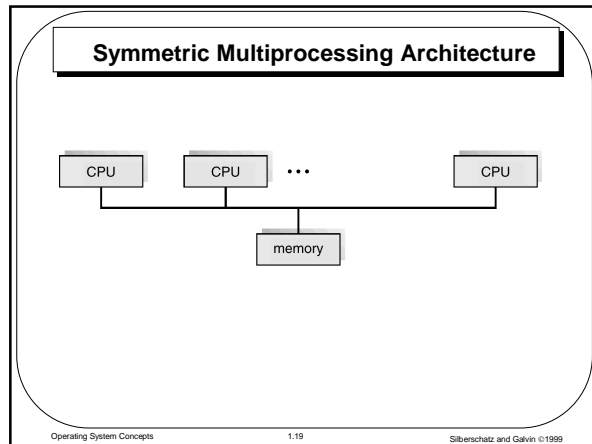 Symmetric Multiprocessing Architecture
CPU CPU ... CPU
memory
Operating System Concepts 1.19 Silberschatz and Galvin ©1999